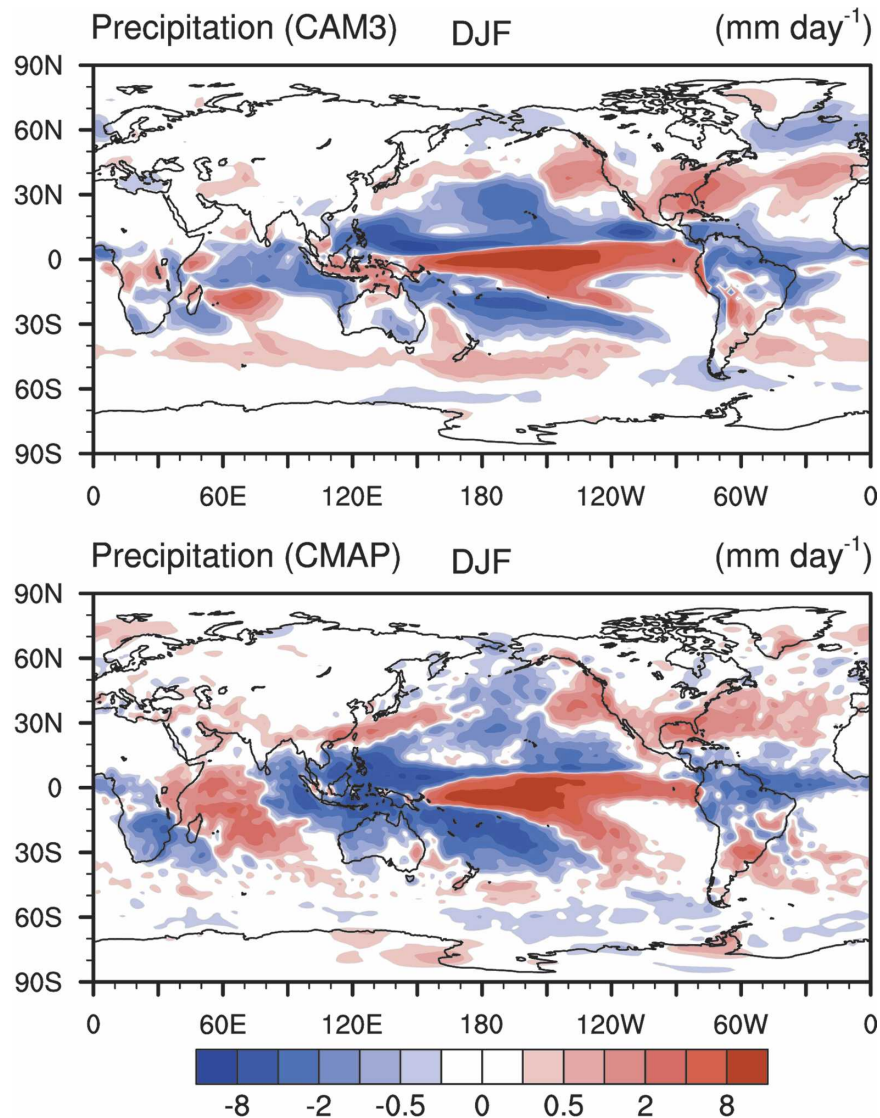 Precipitation (CAM3) DJF (mm day⁻¹)
90N
60N
30N
0
30S
60S
90S
0 60E 120E 180 120W 60W 0
Precipitation (CMAP) DJF (mm day⁻¹)
90N
60N
30N
0
30S
60S
90S
0 60E 120E 180 120W 60W 0
-8 -2 -0.5 0 0.5 2 8